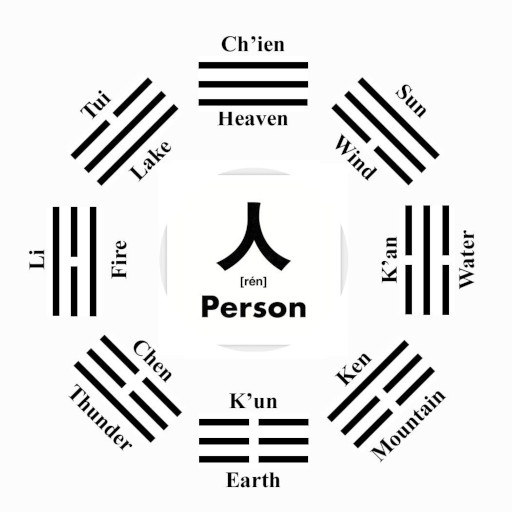 Ch’ien
Heaven
Tui
Lake
Sun
Wind
Li
Fire
人
[rén]
Person
K’an
Water
Chen
Thunder
Ken
Mountain
K’un
Earth